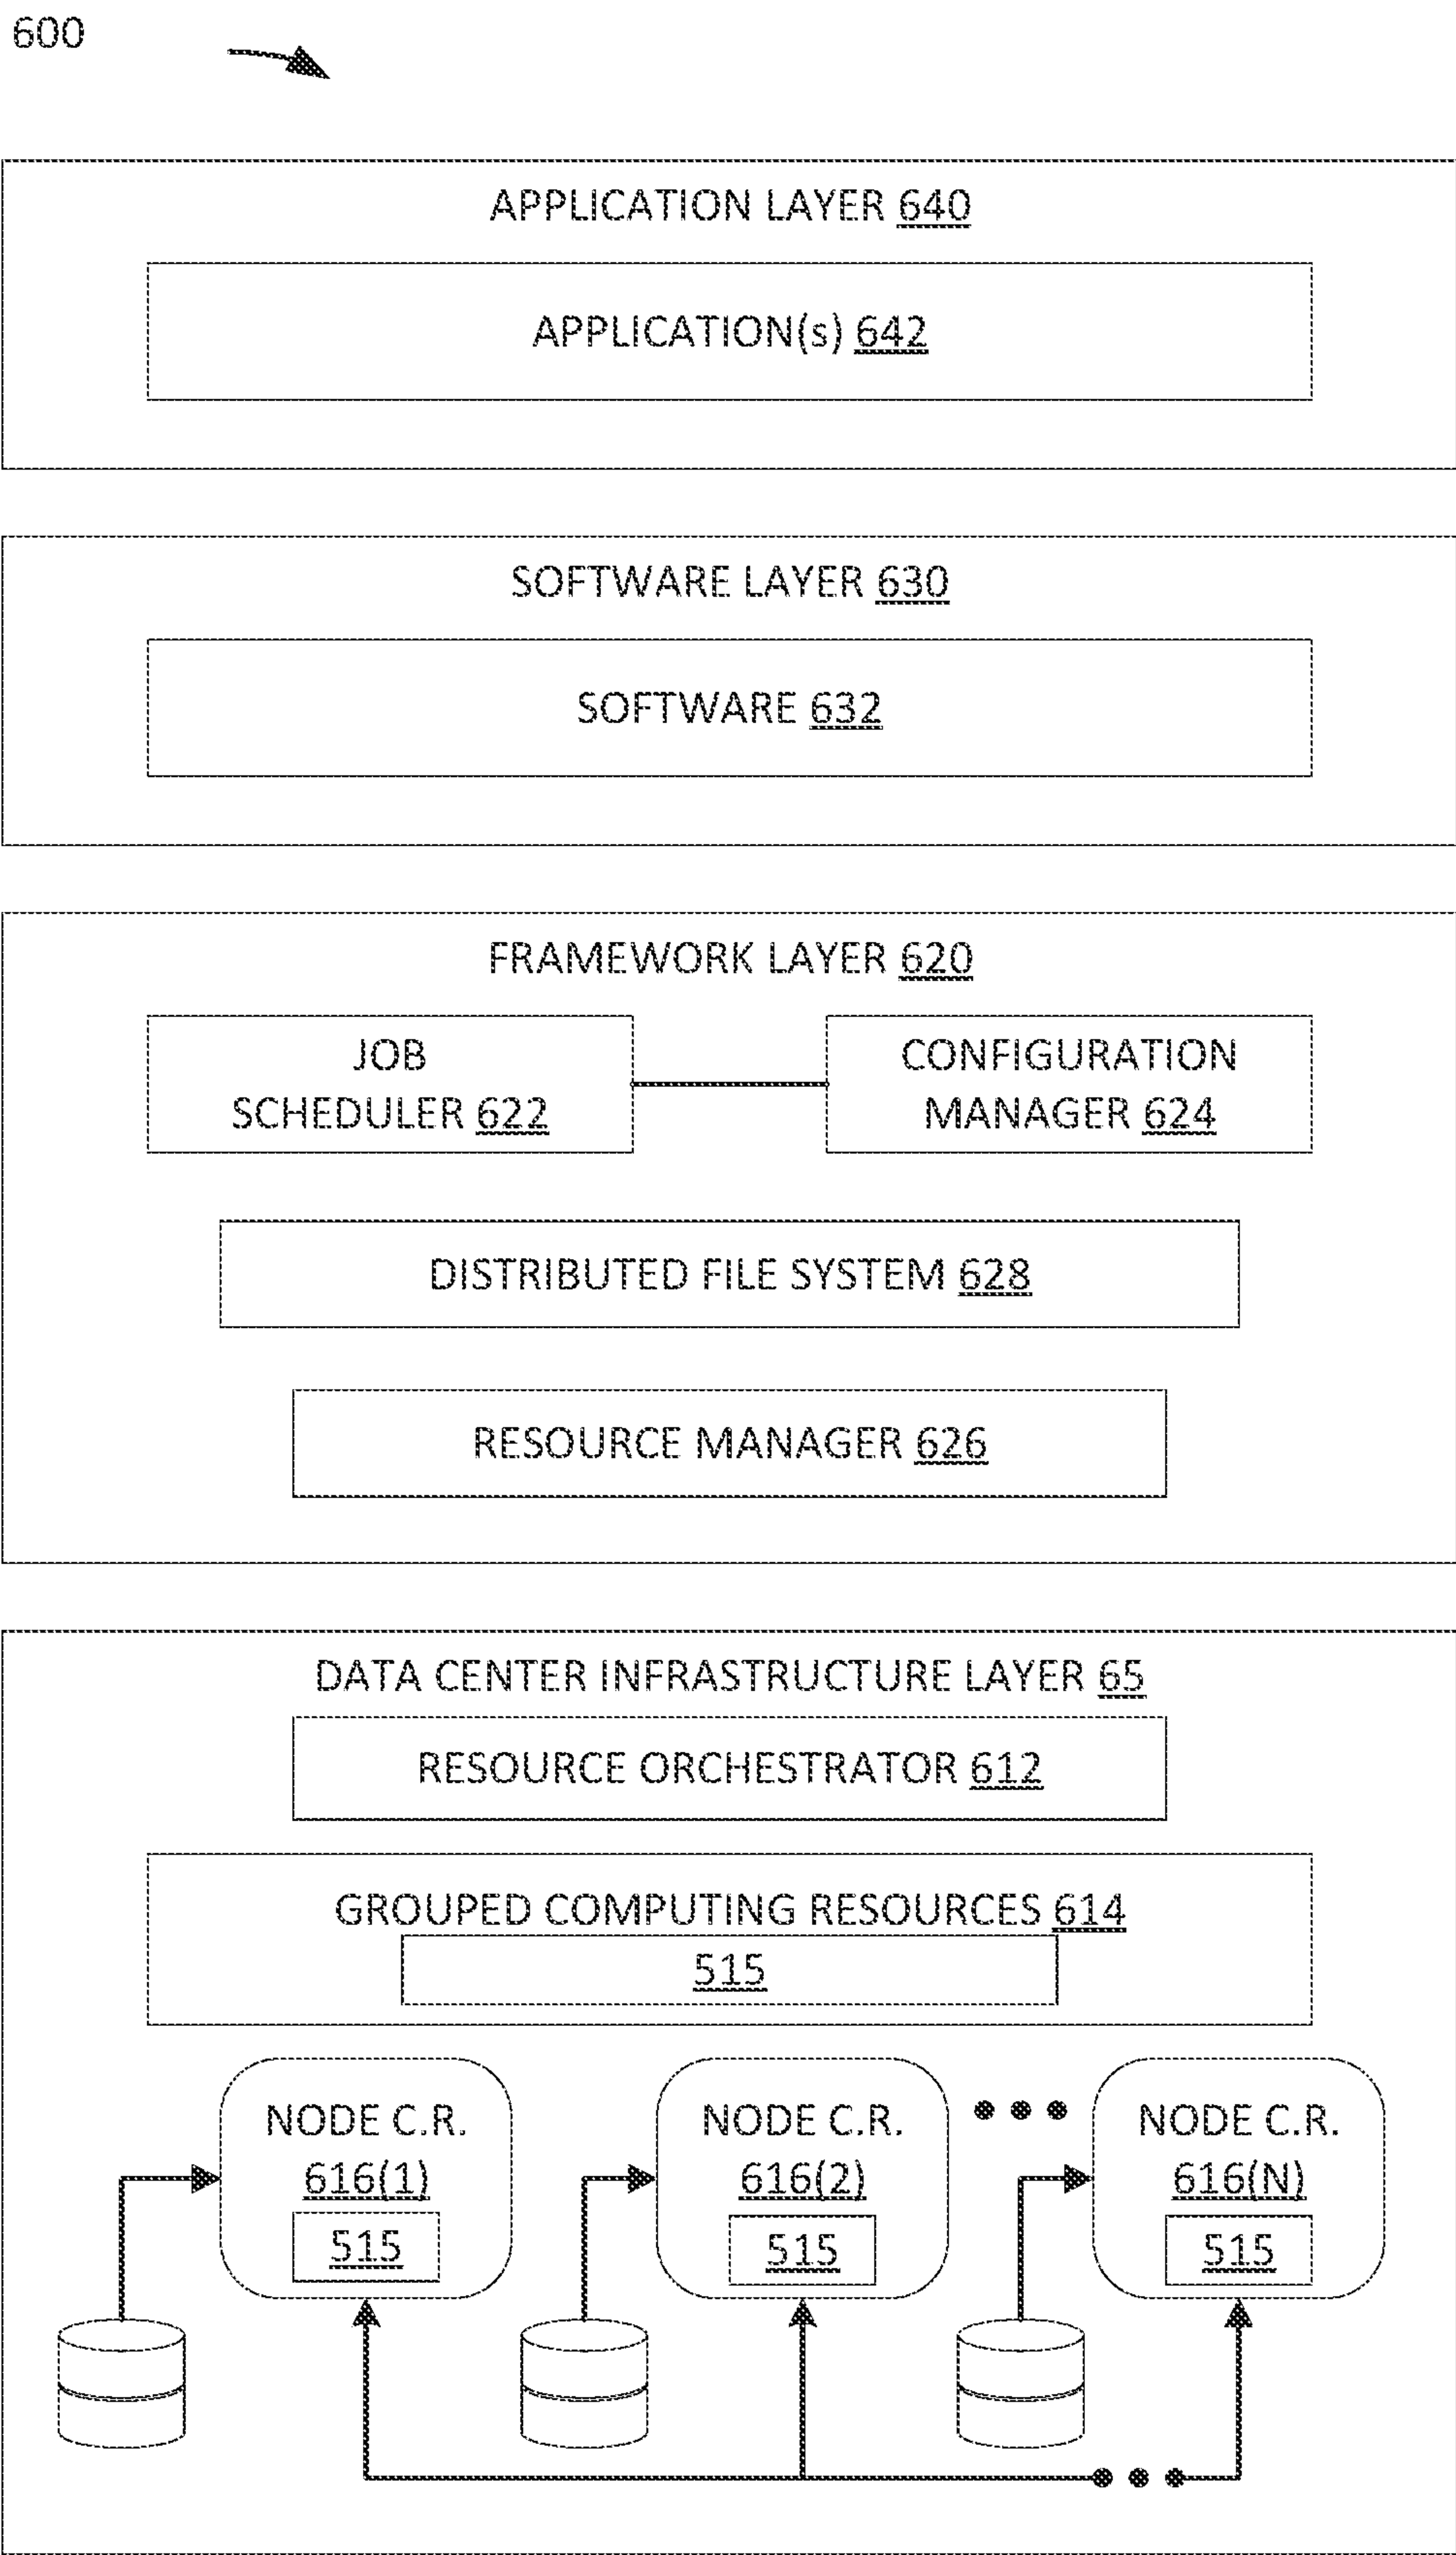 600
APPLICATION LAYER 640
APPLICATION(s) 642
SOFTWARE LAYER 630
SOFTWARE 632
FRAMEWORK LAYER 620
JOB
SCHEDULER 622
CONFIGURATION
MANAGER 624
DISTRIBUTED FILE SYSTEM 628
RESOURCE MANAGER 626
DATA CENTER INFRASTRUCTURE LAYER 65
RESOURCE ORCHESTRATOR 612
GROUPED COMPUTING RESOURCES 614
515
NODE C.R.
616(1)
515
NODE C.R.
616(2)
515
NODE C.R.
616(N)
515